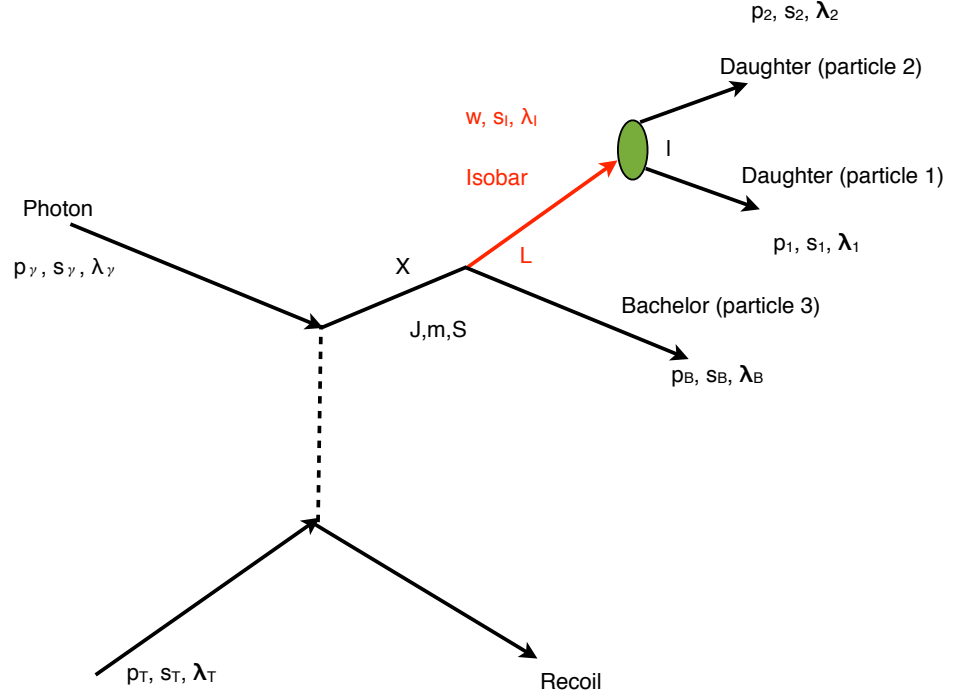 p₂, s₂, λ₂
Daughter (particle 2)
w, sI, λI
l
Isobar
Daughter (particle 1)
Photon
p₁, s₁, λ₁
pγ, sγ, λγ
L
X
Bachelor (particle 3)
J,m,S
pB, sB, λB
pT, sT, λT
Recoil